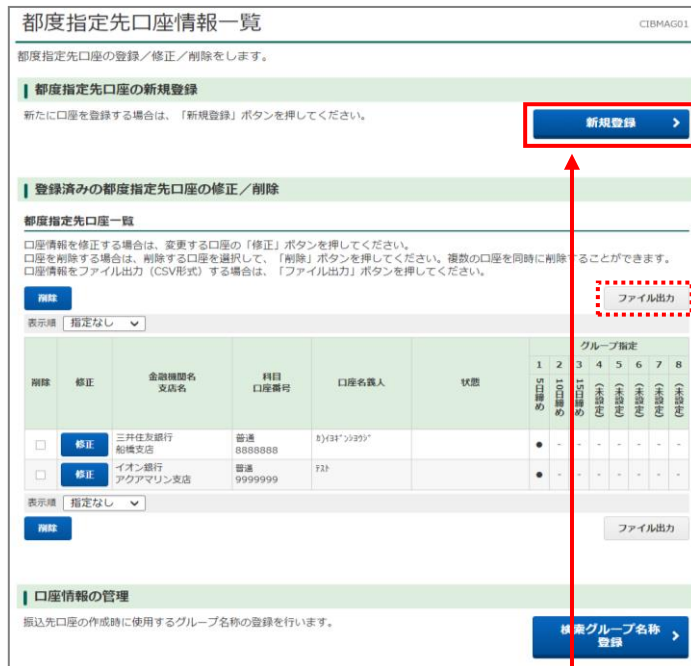 都度指定先口座情報一覧
CIBMAG01
都度指定先口座の登録／修正／削除をします。
都度指定先口座の新規登録
新たに口座を登録する場合は、「新規登録」ボタンを押してください。
新規登録
登録済みの都度指定先口座の修正／削除
都度指定先口座一覧
口座情報を修正する場合は、変更する口座の「修正」ボタンを押してください。
口座を削除する場合は、削除する口座を選択して、「削除」ボタンを押してください。複数の口座を同時に削除することができます。
口座情報をファイル出力（CSV形式）する場合は、「ファイル出力」ボタンを押してください。
削除
ファイル出力
表示順 指定なし
グループ指定
削除 修正 金融機関名 支店名 科目 口座番号 口座名義人 状態
1 2 3 4 5 6 7 8
5日締め 10日締め 15日締め (未設定) (未設定) (未設定) (未設定) (未設定)
修正 三井住友銀行 普通 ｶ)ｲﾖｷﾞﾝｼﾖｳｼﾞ ● - - - - - - -
船橋支店 8888888
修正 イオン銀行 普通 ﾃｽﾄ ● - - - - - - -
アクアマリン支店 9999999
表示順 指定なし
削除
ファイル出力
口座情報の管理
振込先口座の作成時に使用するグループ名称の登録を行います。
検索グループ名称
登録